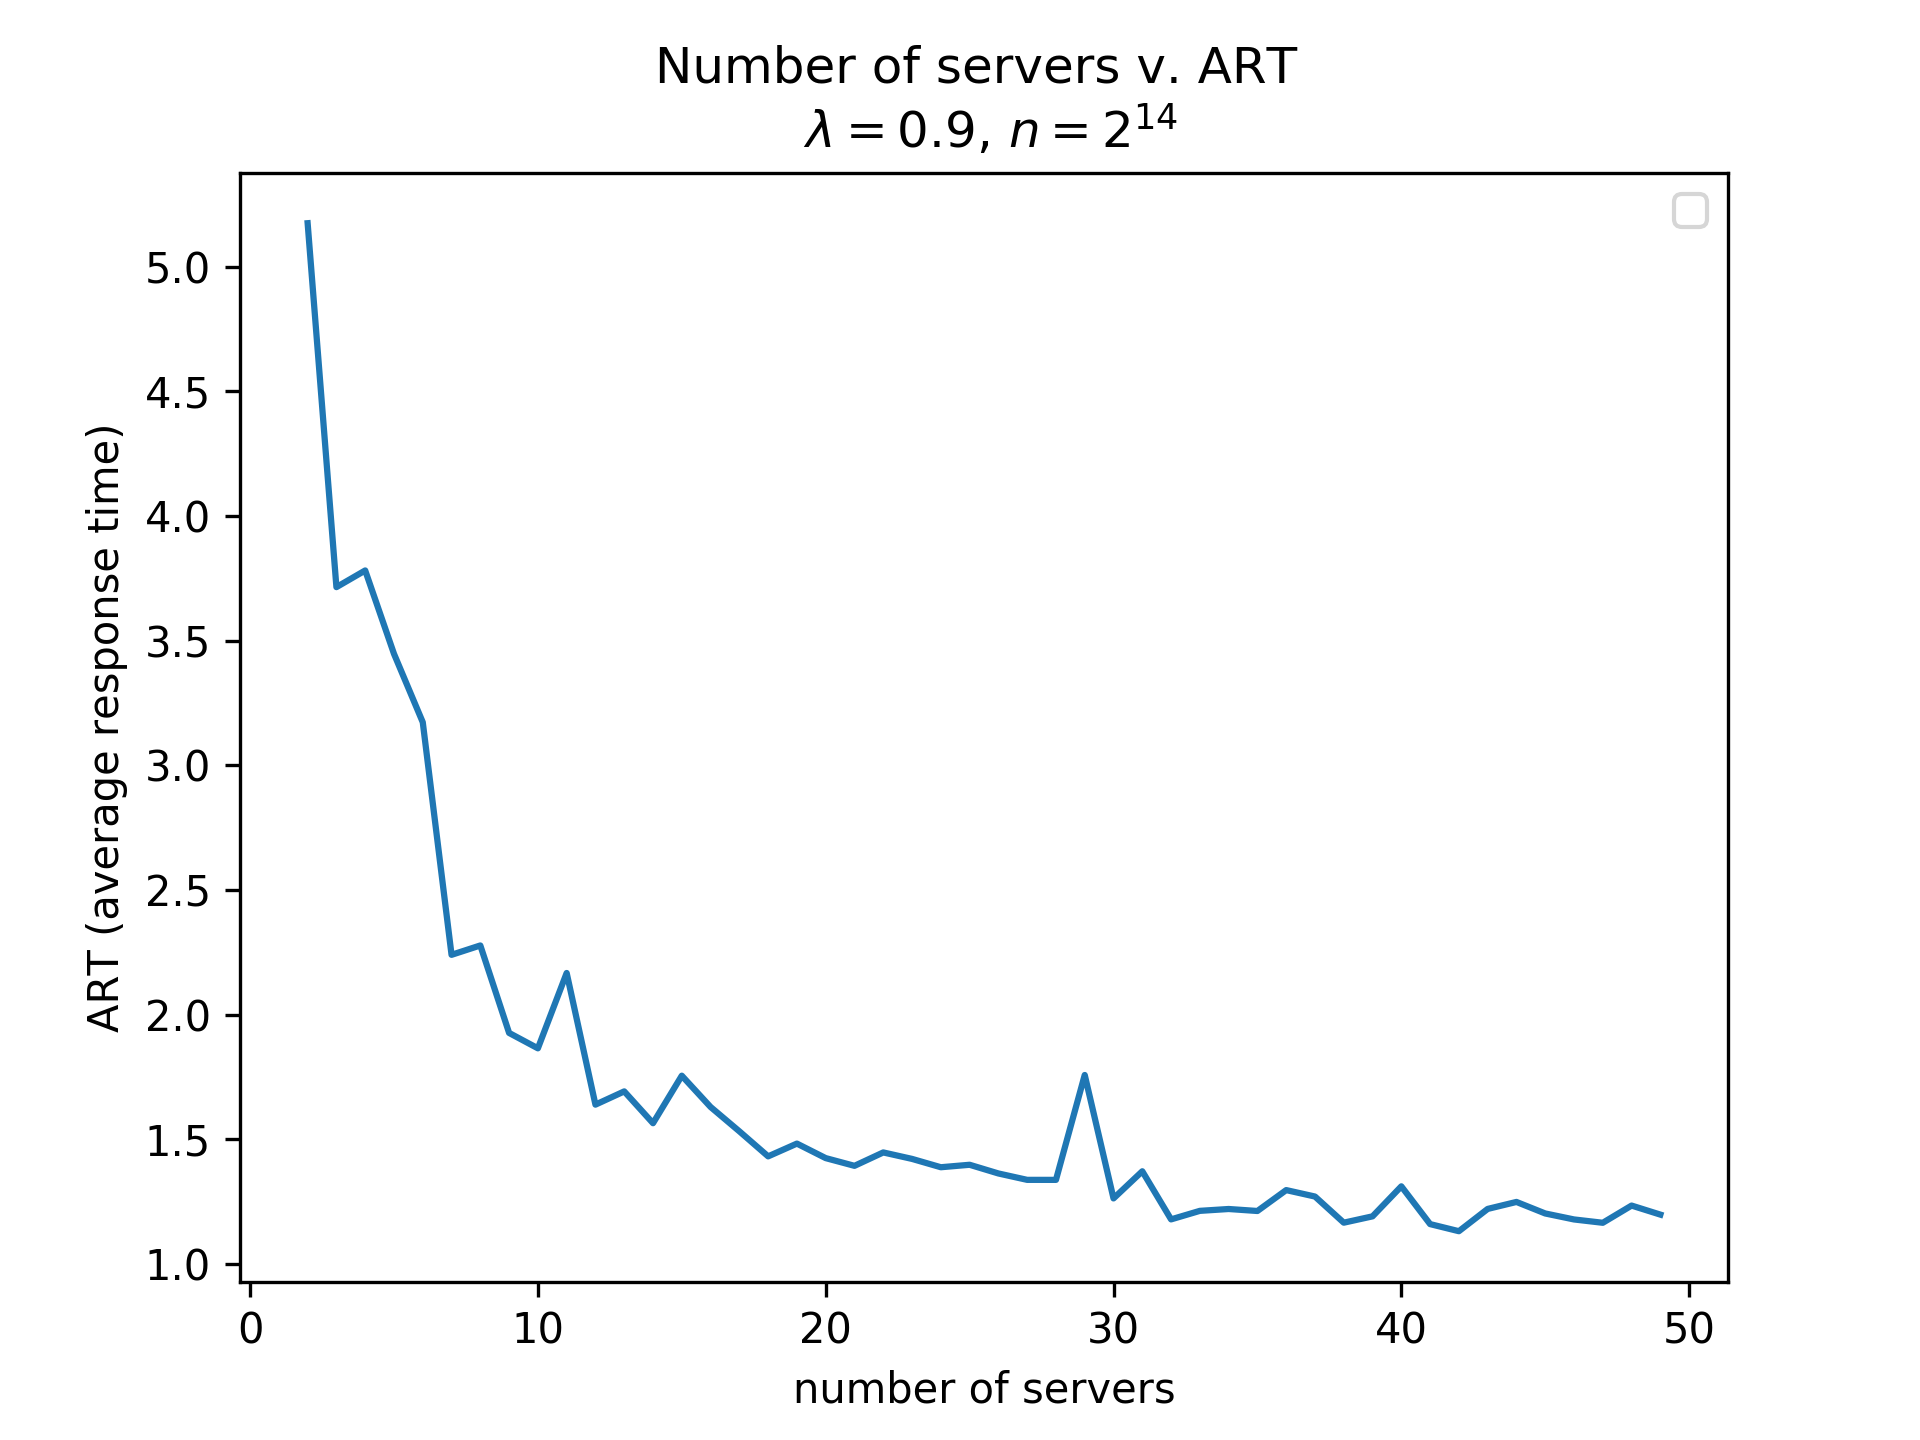 Number of servers v. ART
λ = 0.9, n = 2¹⁴
ART (average response time)
5.0
4.5
4.0
3.5
3.0
2.5
2.0
1.5
1.0
0 10 20 30 40 50
number of servers